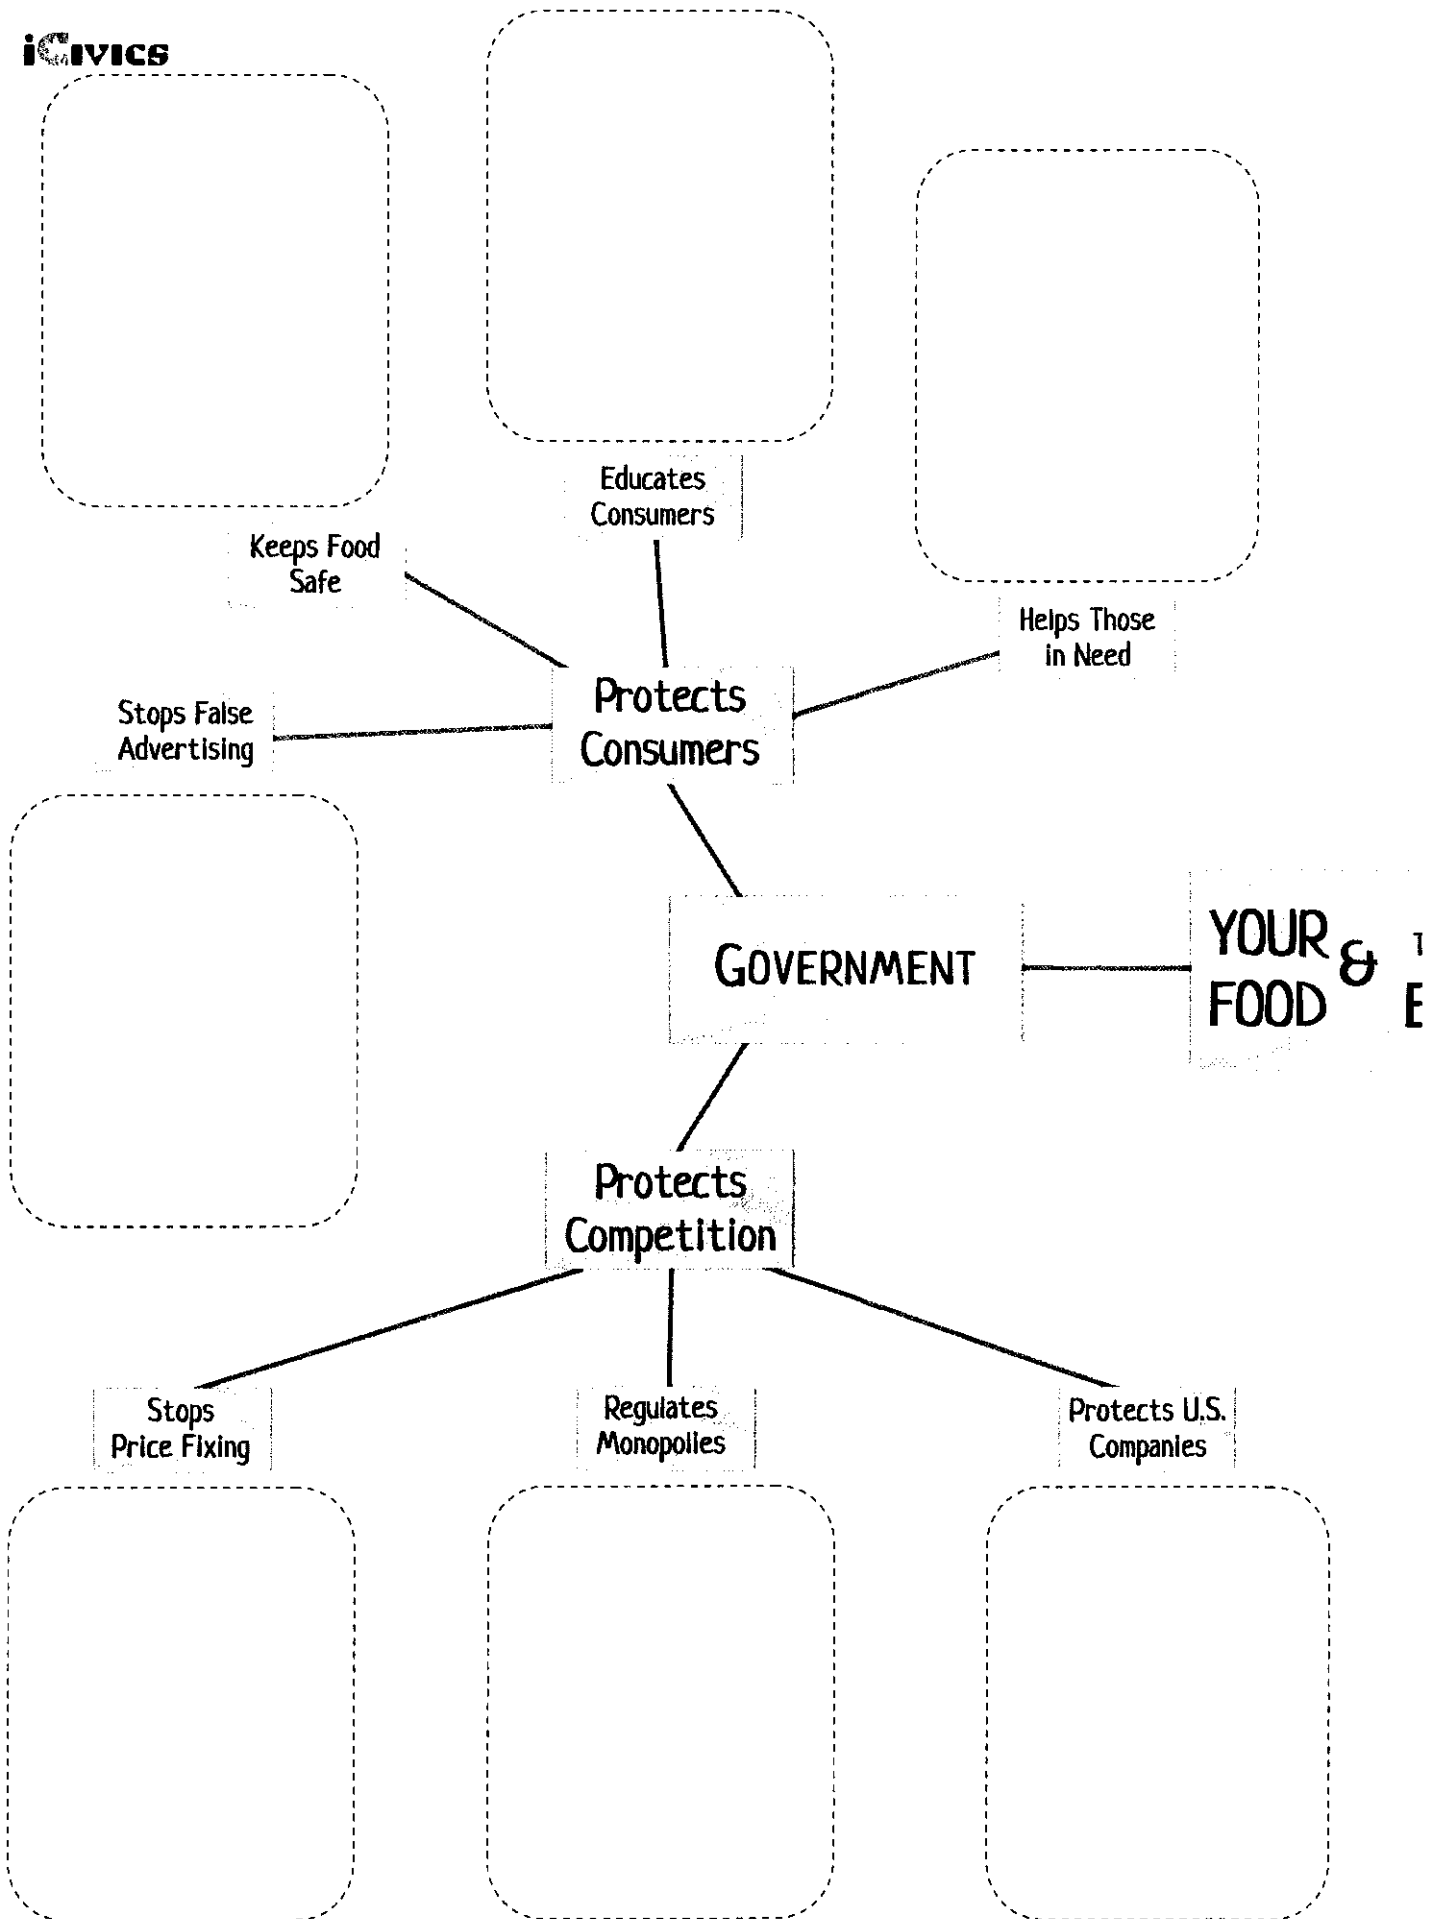 iCIVICS
Educates
Consumers
Keeps Food
Safe
Helps Those
in Need
Protects
Consumers
Stops False
Advertising
GOVERNMENT
YOUR
FOOD
&
T
E
Protects
Competition
Stops
Price Fixing
Regulates
Monopolies
Protects U.S.
Companies